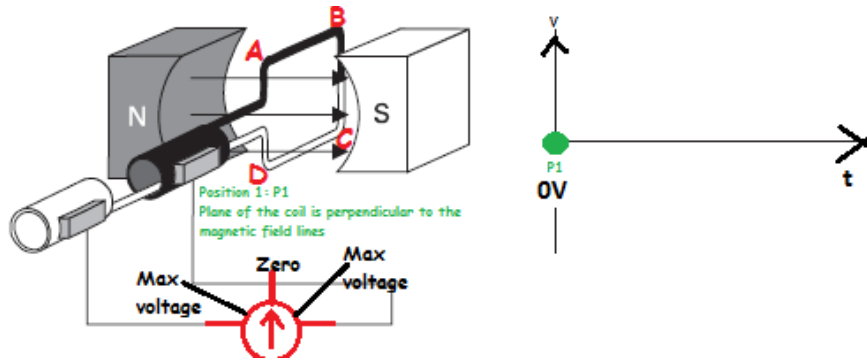 B
A
N
S
C
D
Position 1: P1
Plane of the coil is perpendicular to the
magnetic field lines
Max
voltage
Zero
Max
voltage
V
P1
0V
t